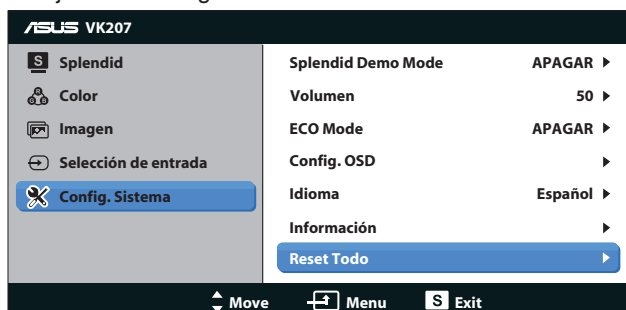 ASUS VK207
S Splendid
Color
Imagen
Selección de entrada
Config. Sistema
Splendid Demo Mode APAGAR
Volumen 50
ECO Mode APAGAR
Config. OSD
Idioma Español
Información
Reset Todo
Move Menu S Exit